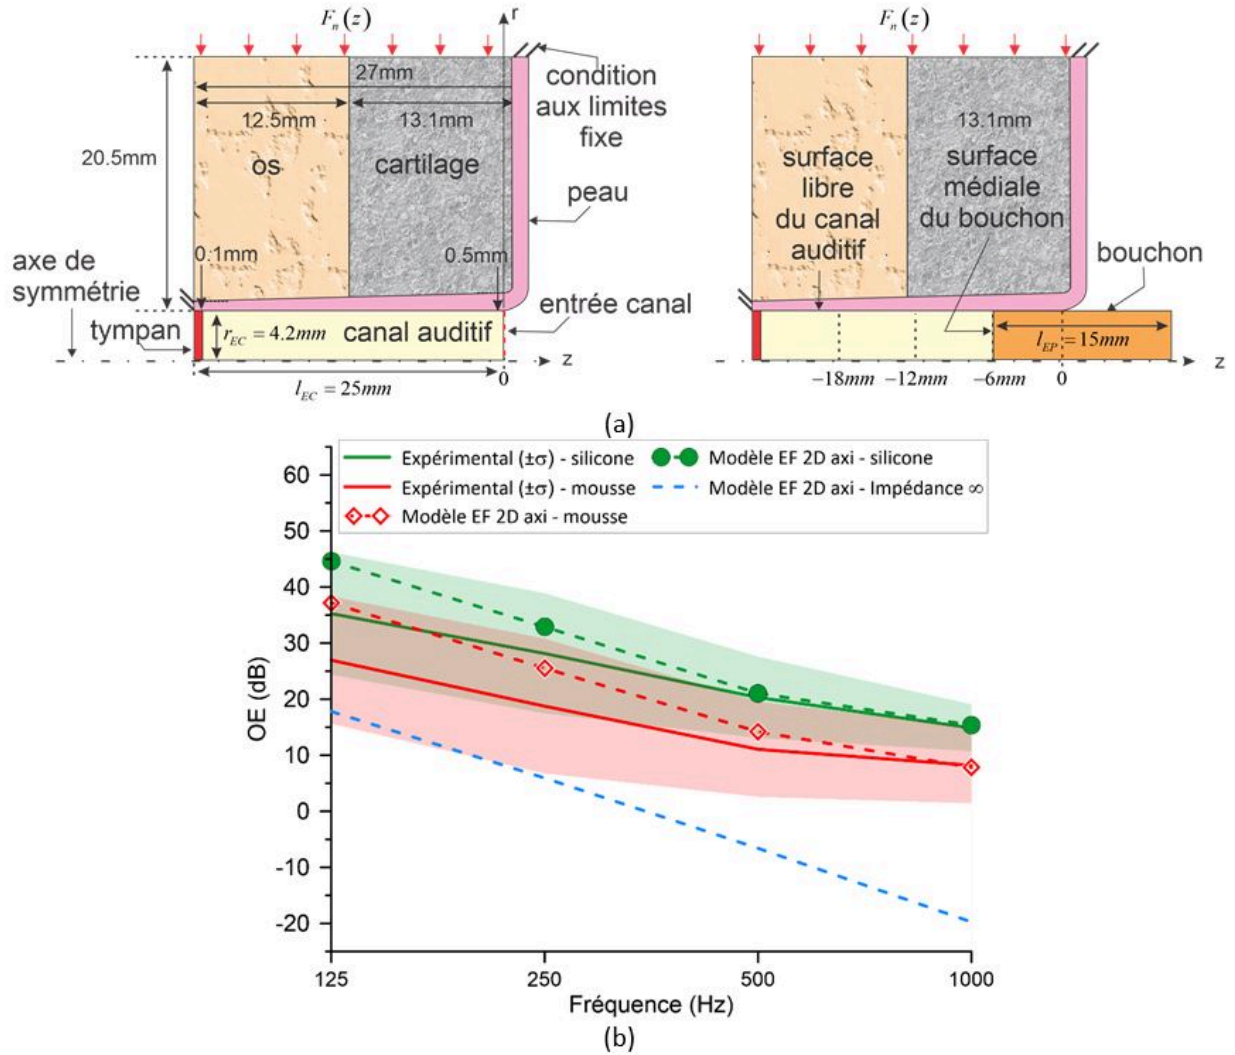 Fₙ(z)
r
27mm
12.5mm
13.1mm
20.5mm
os
cartilage
condition
aux limites
fixe
peau
0.1mm
0.5mm
axe de
symmétrie
tympan
r_EC = 4.2mm
canal auditif
entrée canal
z
0
l_EC = 25mm
Fₙ(z)
13.1mm
surface
libre
du canal
auditif
surface
médiale
du bouchon
bouchon
l_EP = 15mm
−18mm
−12mm
−6mm
0
z
(a)
Expérimental (±σ) - silicone
Expérimental (±σ) - mousse
Modèle EF 2D axi - mousse
Modèle EF 2D axi - silicone
Modèle EF 2D axi - Impédance ∞
OE (dB)
60
50
40
30
20
10
0
-10
-20
125
250
500
1000
Fréquence (Hz)
(b)